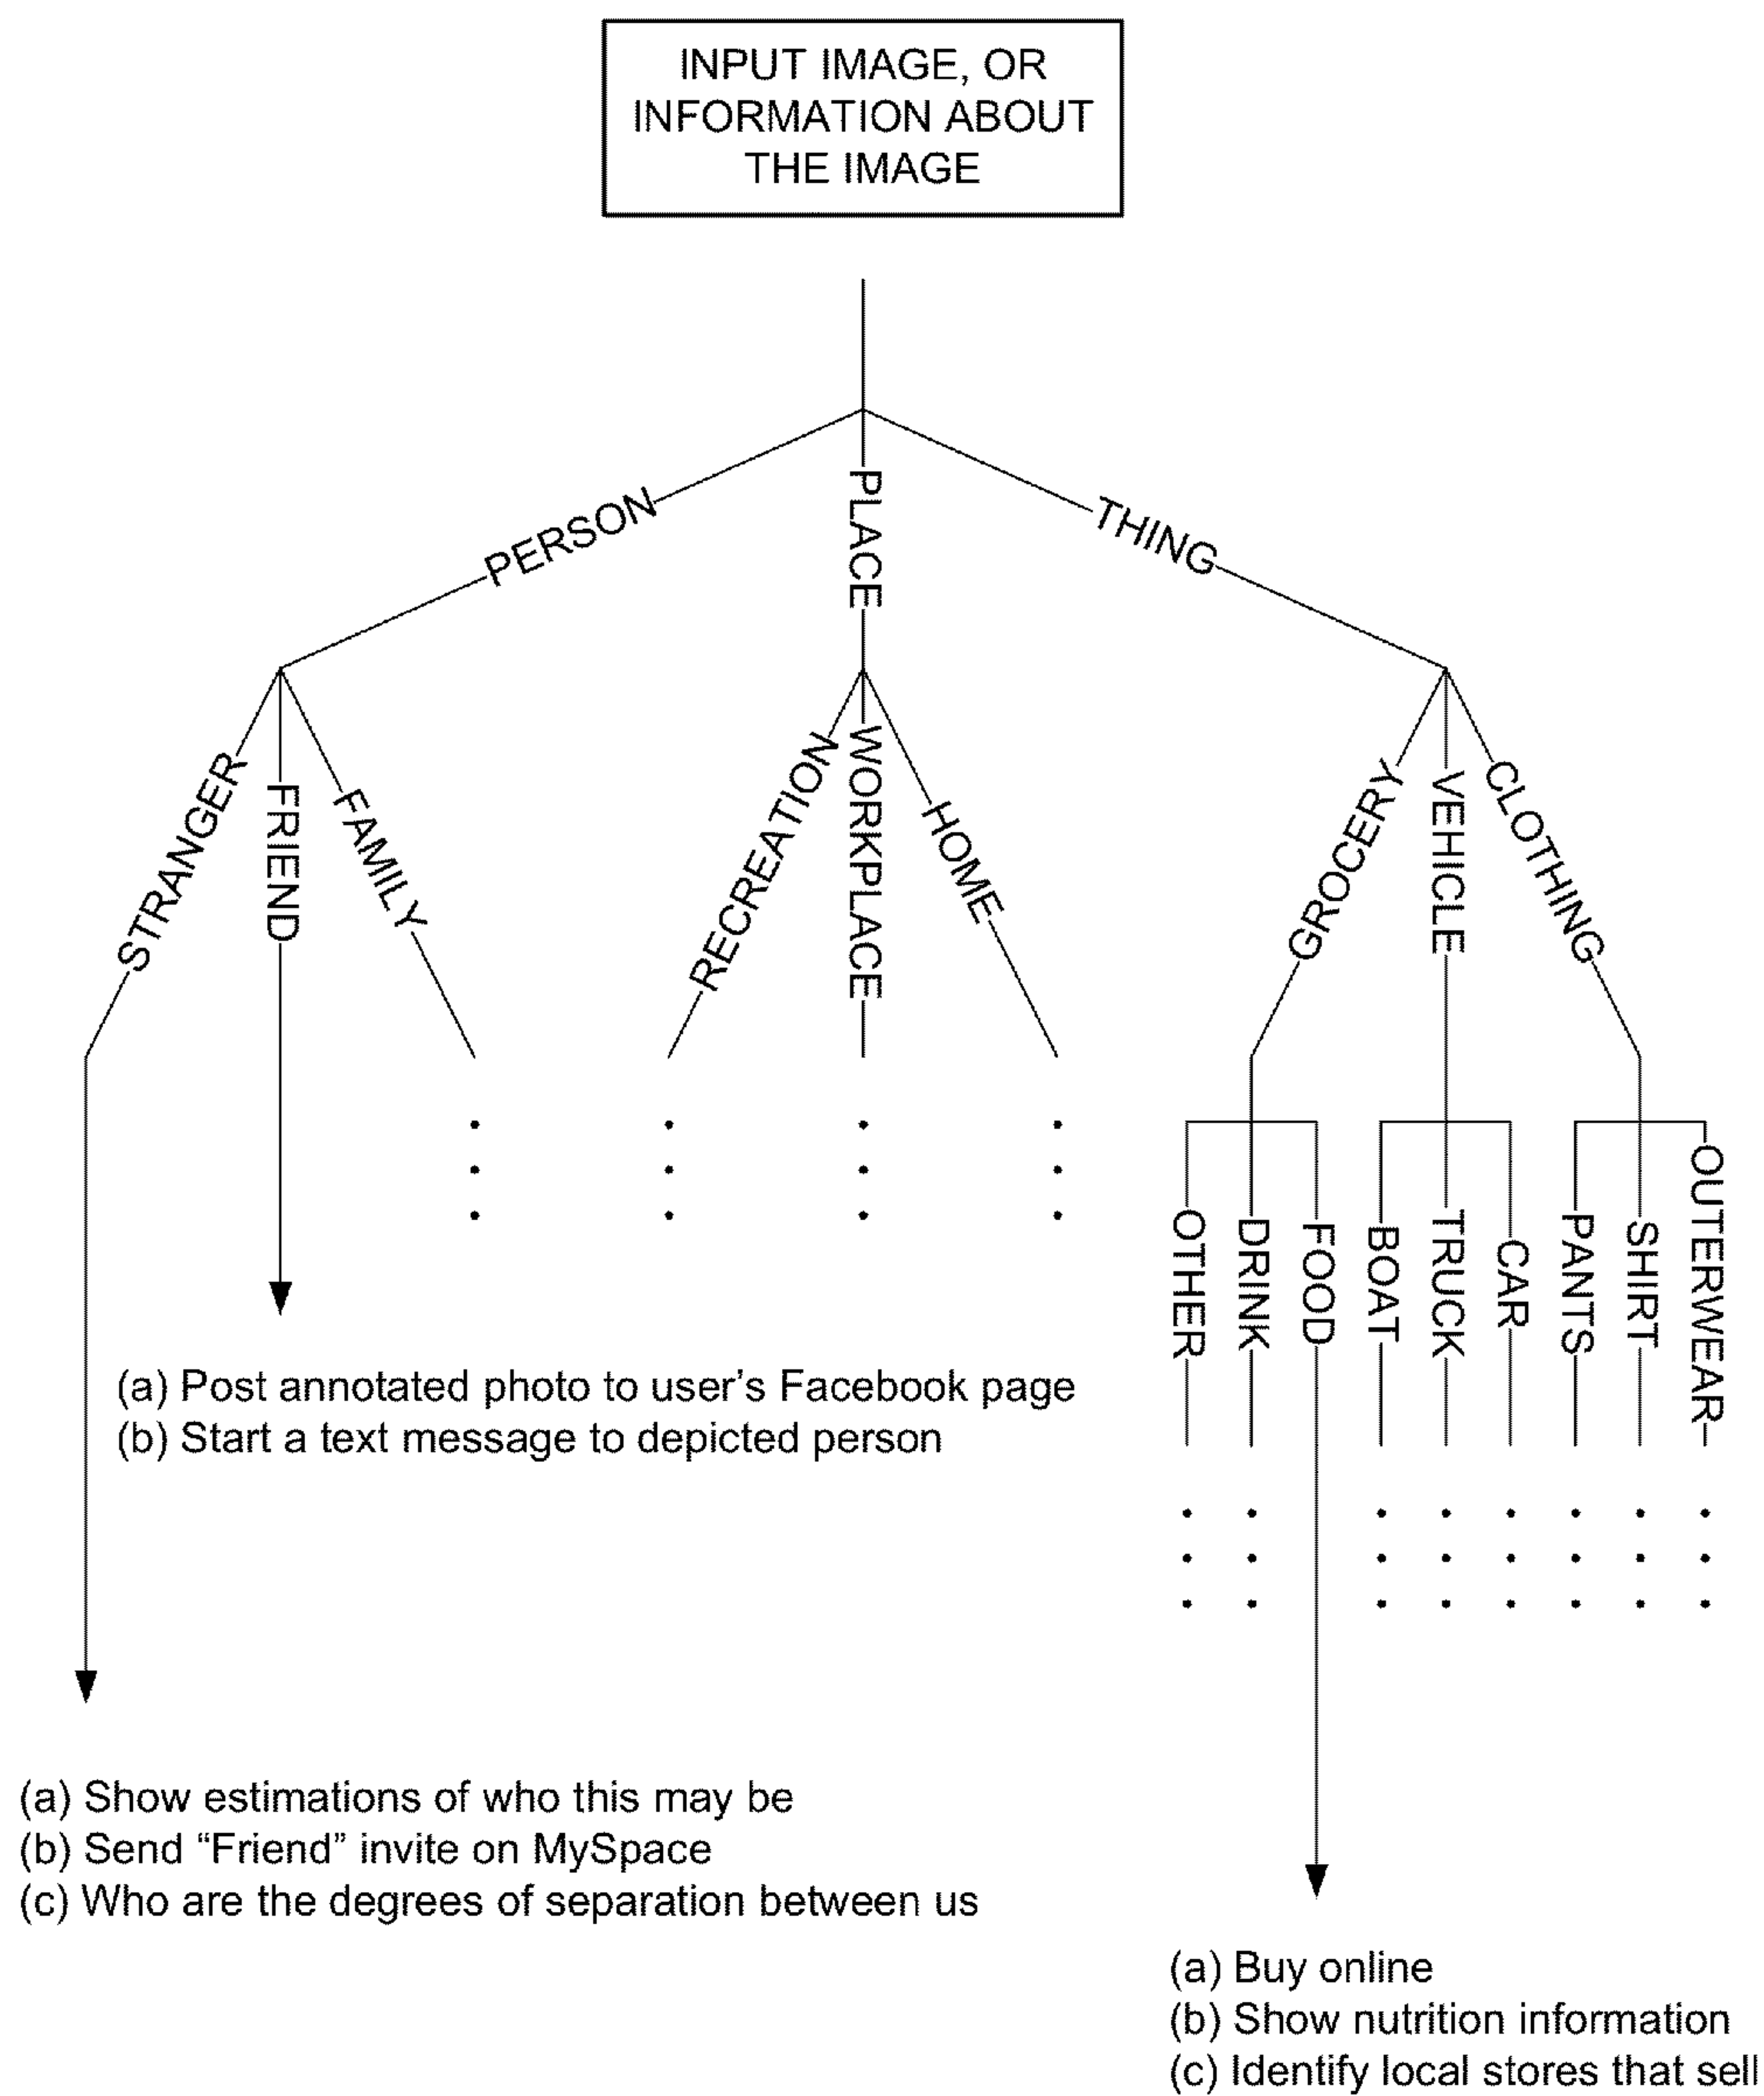 INPUT IMAGE, OR
INFORMATION ABOUT
THE IMAGE
PERSON
PLACE
THING
STRANGER
FRIEND
FAMILY
RECREATION
WORKPLACE
HOME
GROCERY
VEHICLE
CLOTHING
OTHER
DRINK
FOOD
BOAT
TRUCK
CAR
PANTS
SHIRT
OUTERWEAR
(a) Post annotated photo to user’s Facebook page
(b) Start a text message to depicted person
(a) Show estimations of who this may be
(b) Send “Friend” invite on MySpace
(c) Who are the degrees of separation between us
(a) Buy online
(b) Show nutrition information
(c) Identify local stores that sell